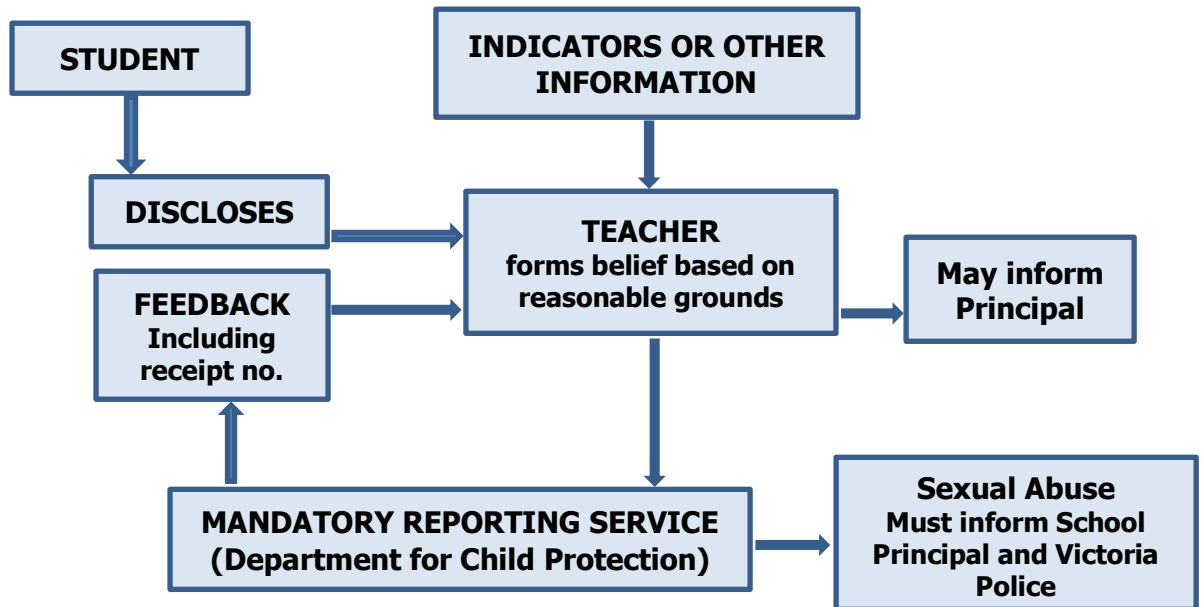 STUDENT
INDICATORS OR OTHER
INFORMATION
DISCLOSES
TEACHER
forms belief based on
reasonable grounds
May inform
Principal
FEEDBACK
Including
receipt no.
MANDATORY REPORTING SERVICE
(Department for Child Protection)
Sexual Abuse
Must inform School
Principal and Victoria
Police